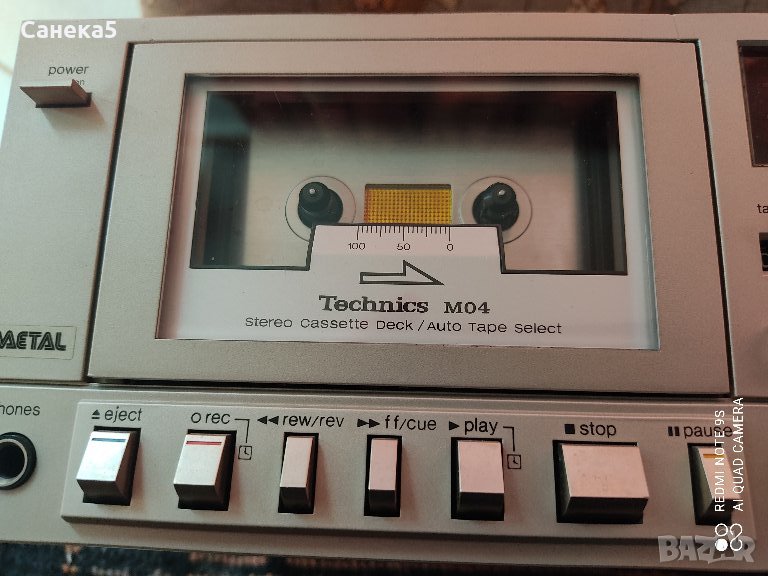 Санека5
power
100 50 0
Technics M04
Stereo Cassette Deck/Auto Tape Select
METAL
eject
rec
rew/rev
ff/cue
play
stop
pause
REDMI NOTE 9S
AI QUAD CAMERA
BAZAR